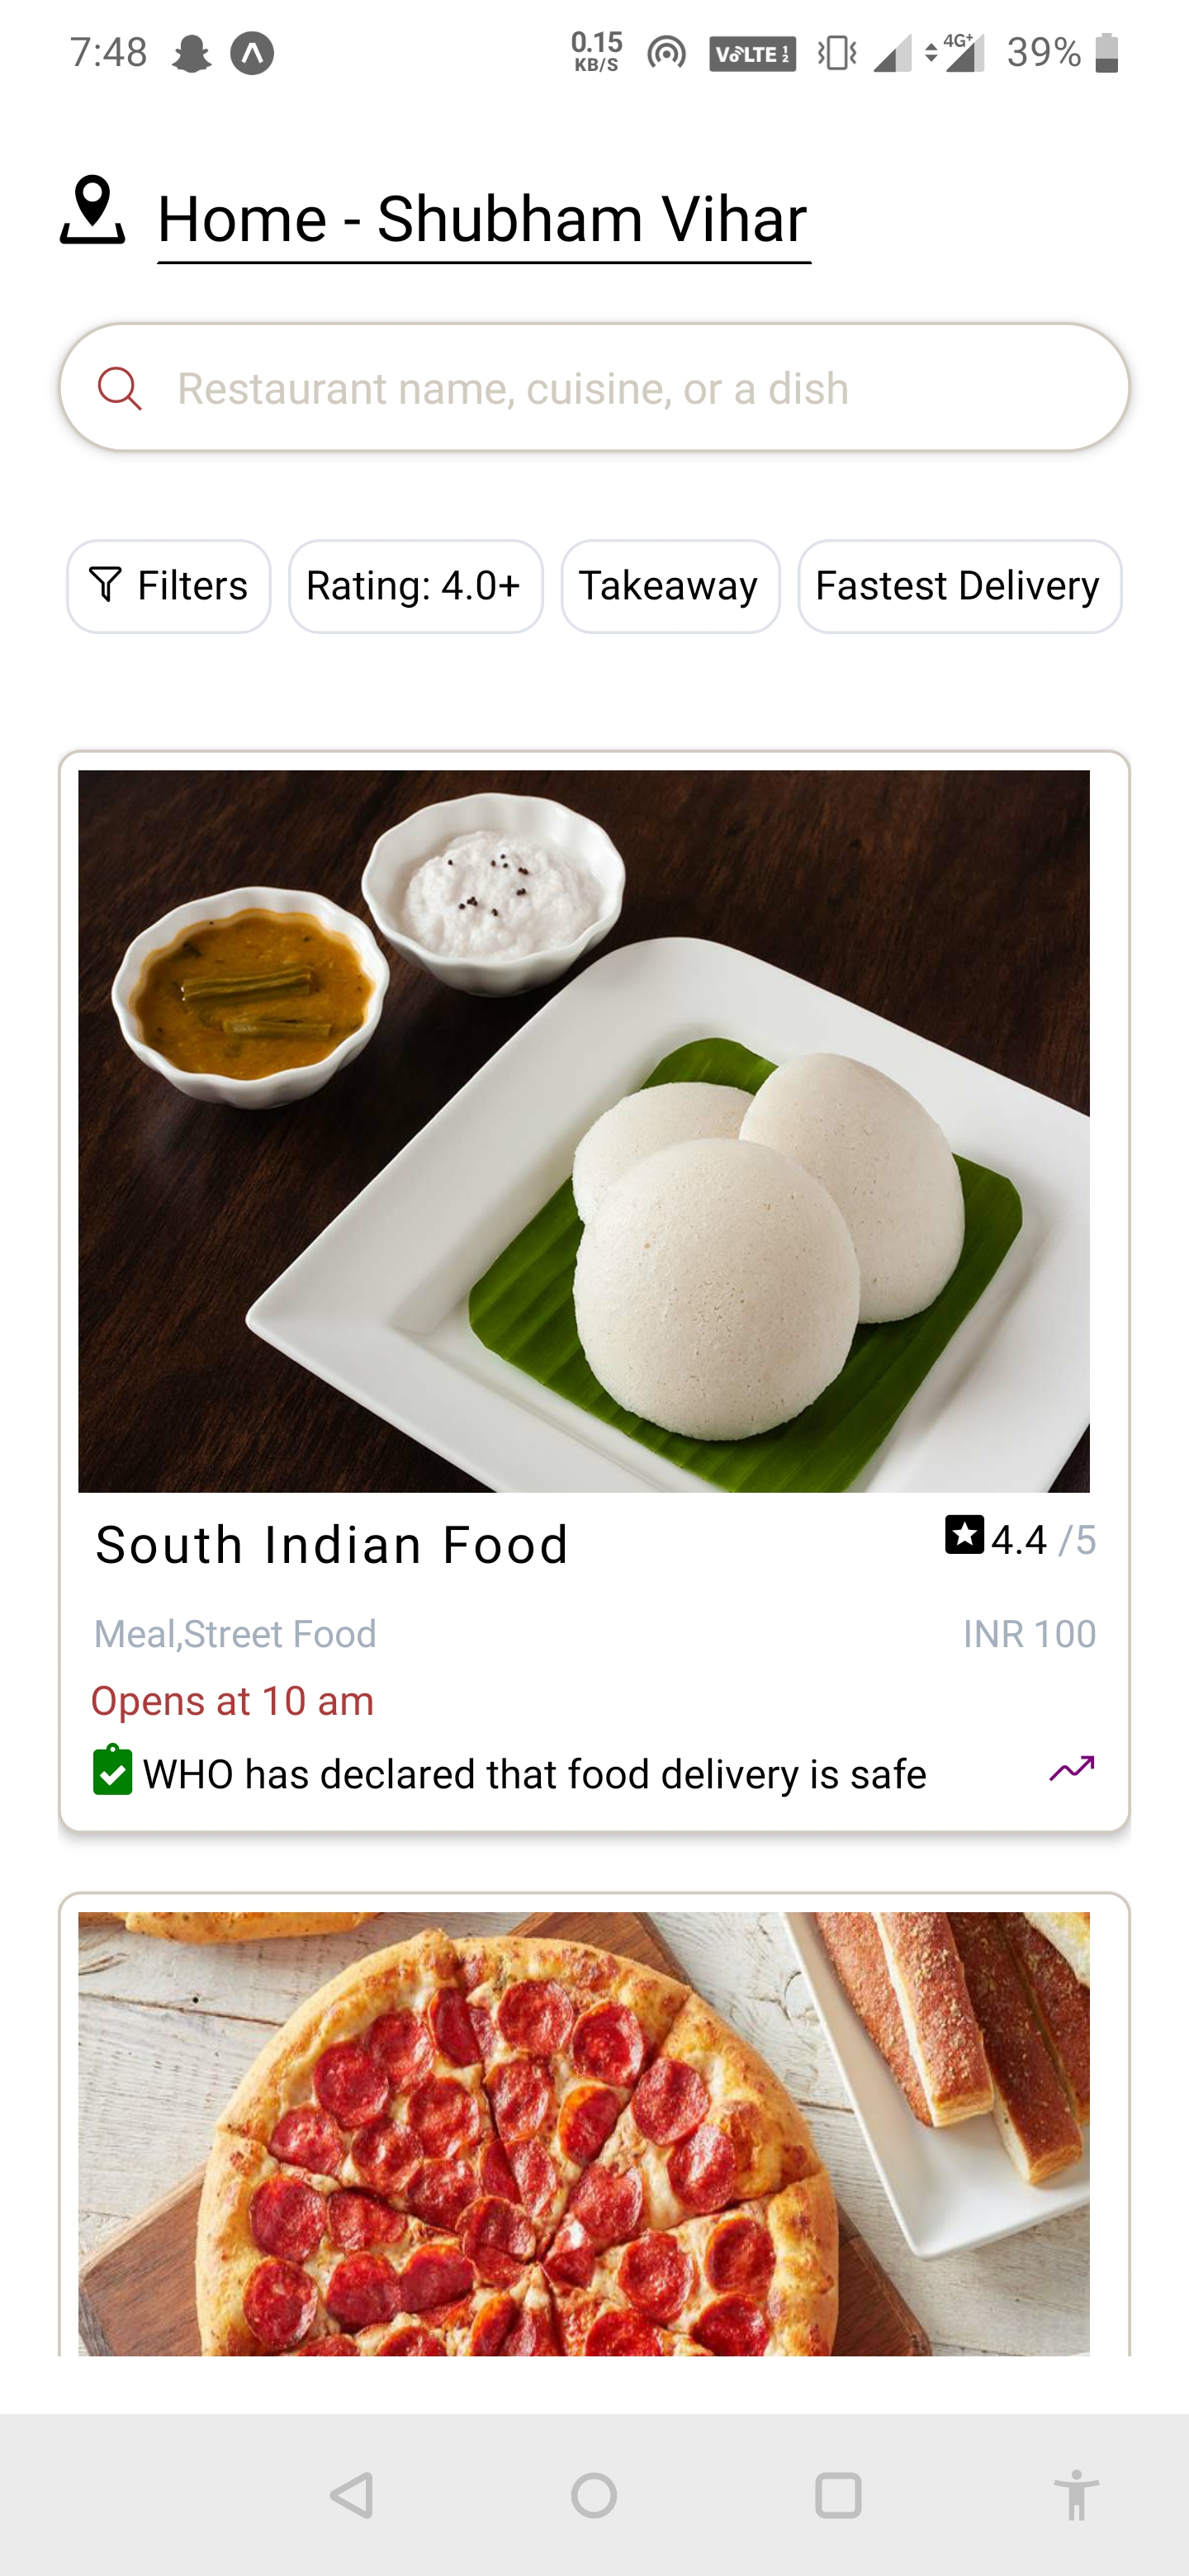 7:48 0.15 KB/S VoLTE 1 2 4G+ 39%
Home - Shubham Vihar
Restaurant name, cuisine, or a dish
Filters Rating: 4.0+ Takeaway Fastest Delivery
South Indian Food 4.4 /5
Meal,Street Food INR 100
Opens at 10 am
WHO has declared that food delivery is safe